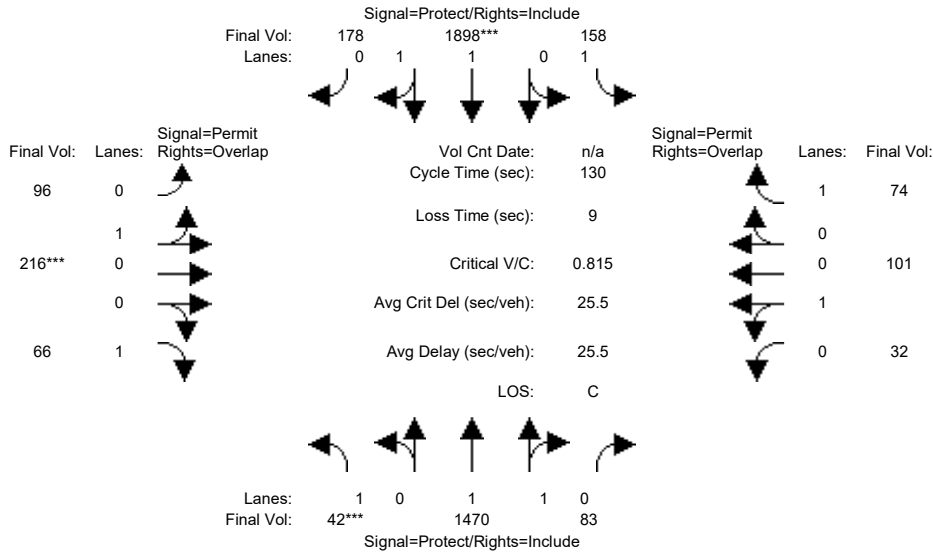 Signal=Protect/Rights=Include
Final Vol: 178 1898*** 158
Lanes: 0 1 1 0 1
Signal=Permit
Final Vol: Lanes: Rights=Overlap
Vol Cnt Date: n/a
Signal=Permit
Rights=Overlap Lanes: Final Vol:
Cycle Time (sec): 130
96 0
1 74
Loss Time (sec): 9
1
0
216*** 0
Critical V/C: 0.815
0 101
0
Avg Crit Del (sec/veh): 25.5
1
66 1
Avg Delay (sec/veh): 25.5
0 32
LOS: C
Lanes: 1 0 1 1 0
Final Vol: 42*** 1470 83
Signal=Protect/Rights=Include